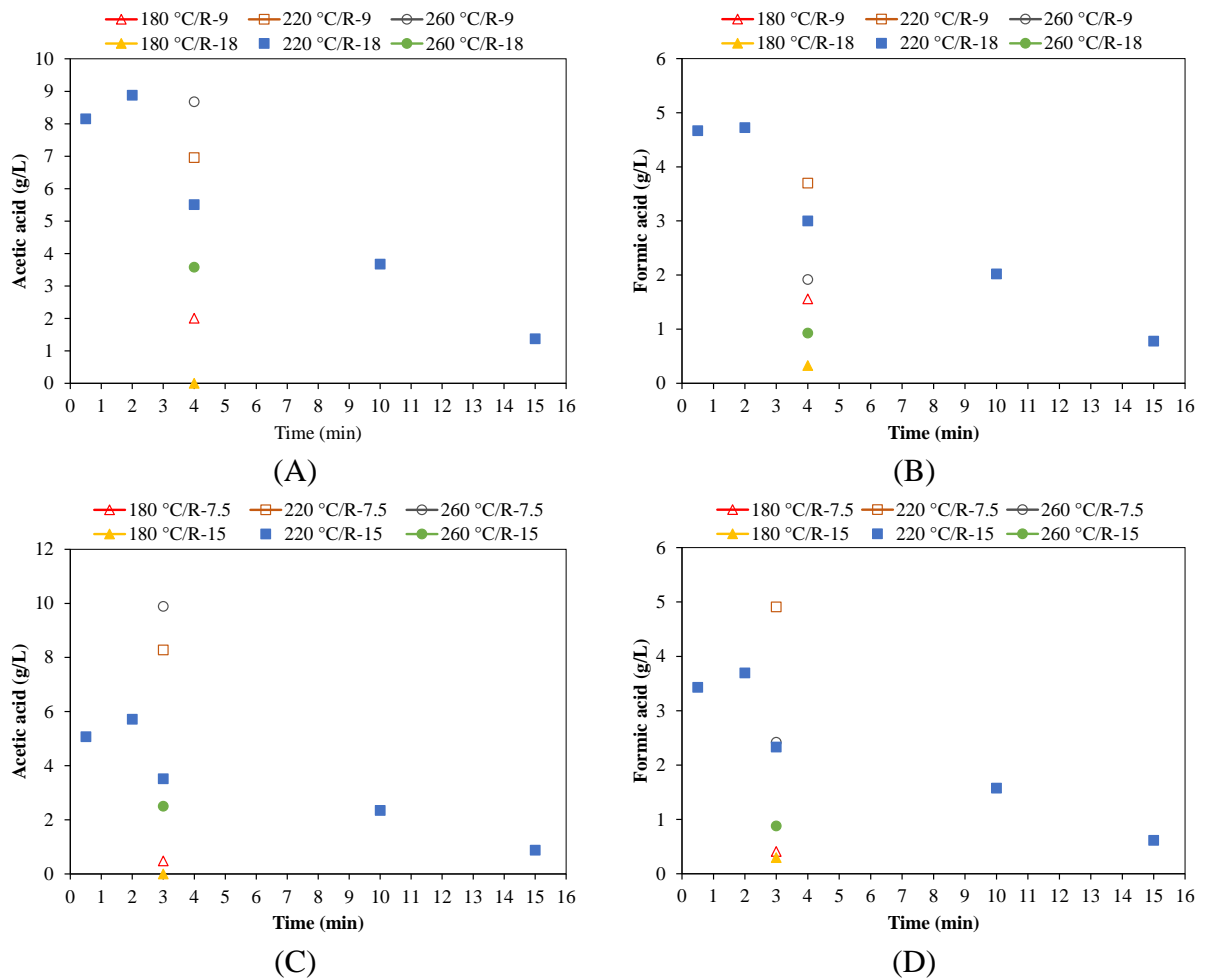 180 °C/R-9 220 °C/R-9 260 °C/R-9
180 °C/R-18 220 °C/R-18 260 °C/R-18
10
9
8
7
6
5
4
3
2
1
0
Acetic acid (g/L)
0 1 2 3 4 5 6 7 8 9 10 11 12 13 14 15 16
Time (min)
(A)
180 °C/R-9 220 °C/R-9 260 °C/R-9
180 °C/R-18 220 °C/R-18 260 °C/R-18
6
5
4
3
2
1
0
Formic acid (g/L)
0 1 2 3 4 5 6 7 8 9 10 11 12 13 14 15 16
Time (min)
(B)
180 °C/R-7.5 220 °C/R-7.5 260 °C/R-7.5
180 °C/R-15 220 °C/R-15 260 °C/R-15
12
10
8
6
4
2
0
Acetic acid (g/L)
0 1 2 3 4 5 6 7 8 9 10 11 12 13 14 15 16
Time (min)
(C)
180 °C/R-7.5 220 °C/R-7.5 260 °C/R-7.5
180 °C/R-15 220 °C/R-15 260 °C/R-15
6
5
4
3
2
1
0
Formic acid (g/L)
0 1 2 3 4 5 6 7 8 9 10 11 12 13 14 15 16
Time (min)
(D)